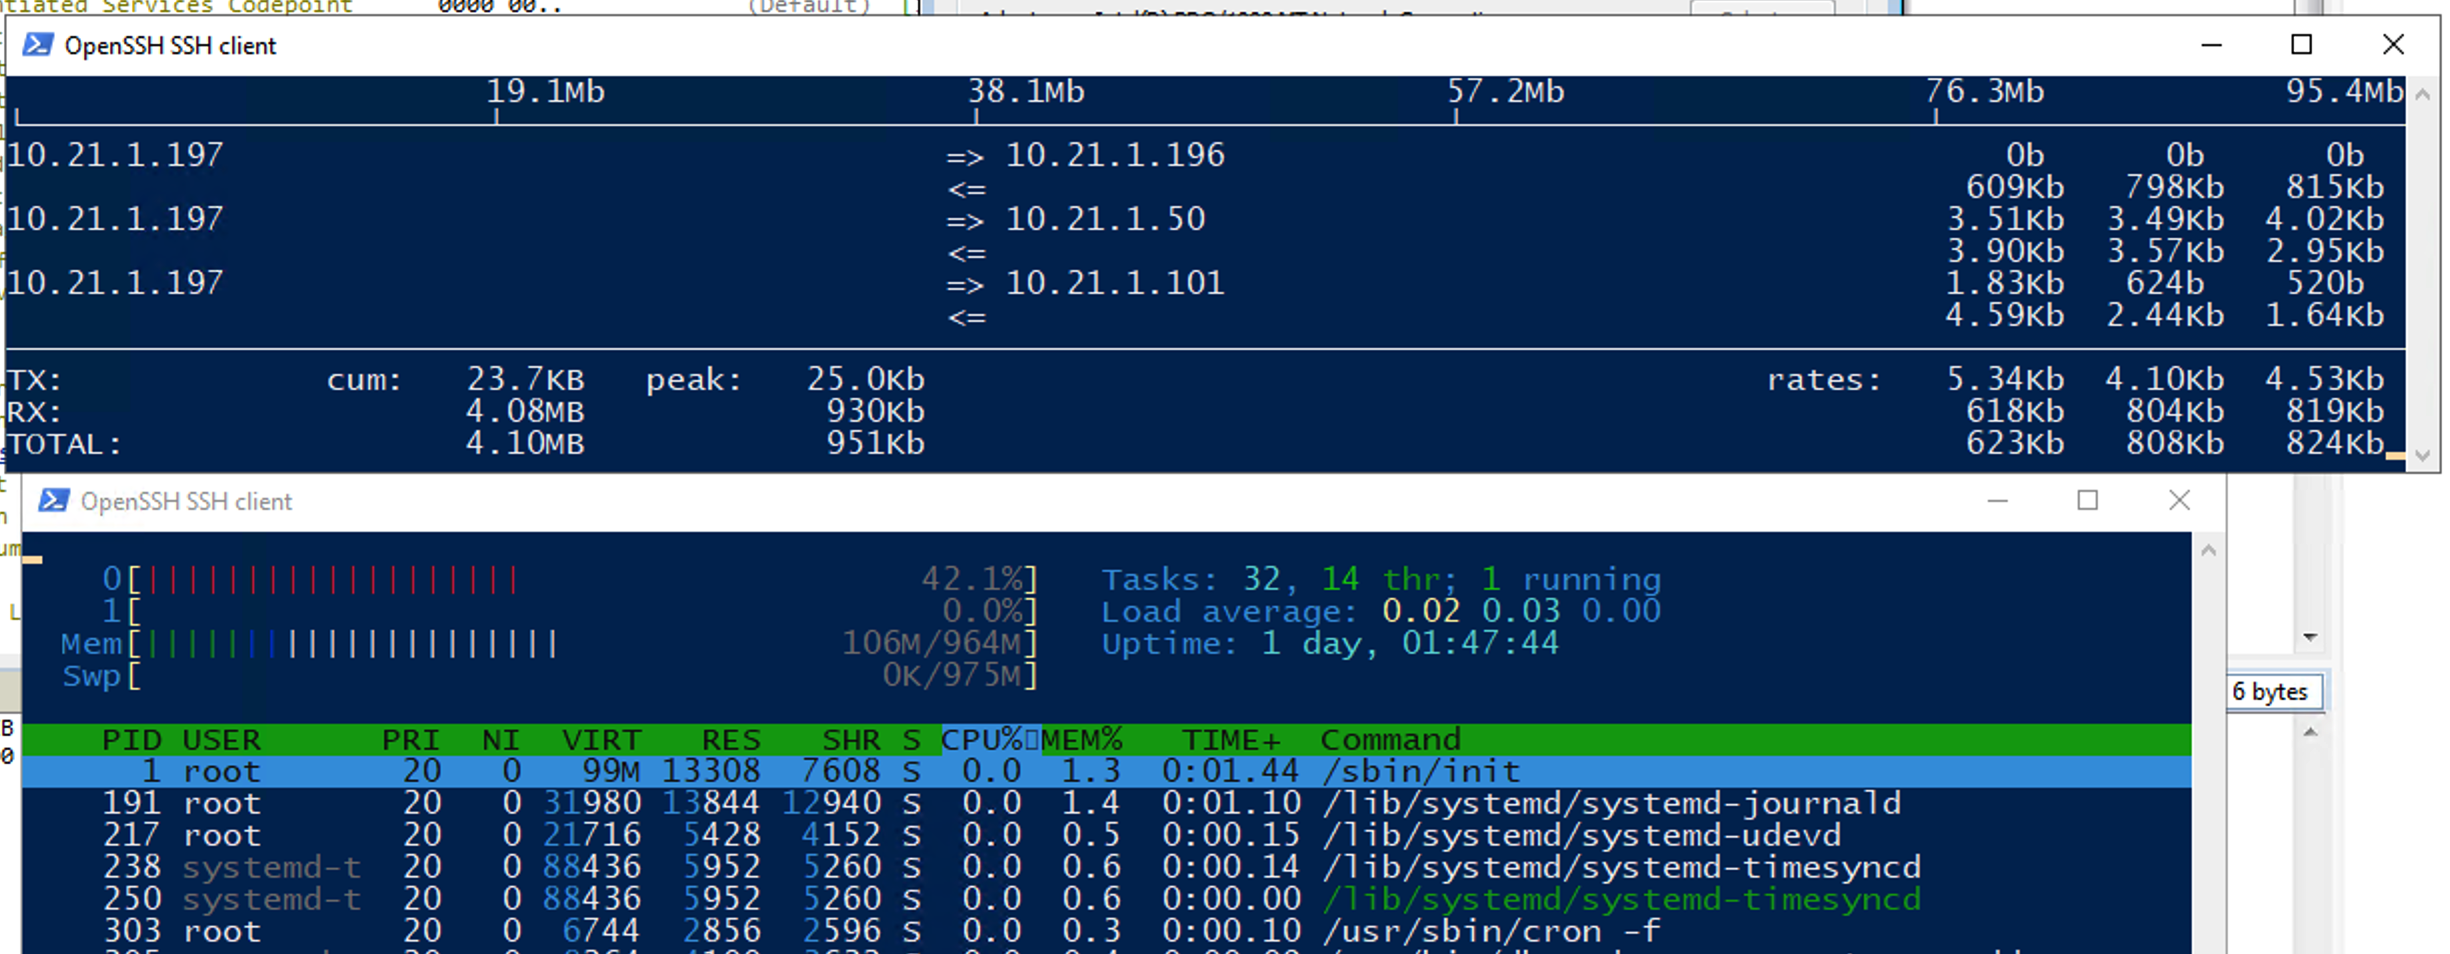 ntiated Services Codepoint 0000 00.. (Default)
OpenSSH SSH client
19.1Mb 38.1Mb 57.2Mb 76.3Mb 95.4Mb
10.21.1.197 => 10.21.1.196 0b 0b 0b
<= 609Kb 798Kb 815Kb
10.21.1.197 => 10.21.1.50 3.51Kb 3.49Kb 4.02Kb
<= 3.90Kb 3.57Kb 2.95Kb
10.21.1.197 => 10.21.1.101 1.83Kb 624b 520b
<= 4.59Kb 2.44Kb 1.64Kb
TX: cum: 23.7KB peak: 25.0Kb rates: 5.34Kb 4.10Kb 4.53Kb
RX: 4.08MB 930Kb 618Kb 804Kb 819Kb
TOTAL: 4.10MB 951Kb 623Kb 808Kb 824Kb
OpenSSH SSH client
0[||||||||||||||||||| 42.1%] Tasks: 32, 14 thr; 1 running
1[ 0.0%] Load average: 0.02 0.03 0.00
Mem[||||||||||||||||||||| 106M/964M] Uptime: 1 day, 01:47:44
Swp[ 0K/975M]
6 bytes
PID USER PRI NI VIRT RES SHR S CPU%▯MEM% TIME+ Command
1 root 20 0 99M 13308 7608 S 0.0 1.3 0:01.44 /sbin/init
191 root 20 0 31980 13844 12940 S 0.0 1.4 0:01.10 /lib/systemd/systemd-journald
217 root 20 0 21716 5428 4152 S 0.0 0.5 0:00.15 /lib/systemd/systemd-udevd
238 systemd-t 20 0 88436 5952 5260 S 0.0 0.6 0:00.14 /lib/systemd/systemd-timesyncd
250 systemd-t 20 0 88436 5952 5260 S 0.0 0.6 0:00.00 /lib/systemd/systemd-timesyncd
303 root 20 0 6744 2856 2596 S 0.0 0.3 0:00.10 /usr/sbin/cron -f